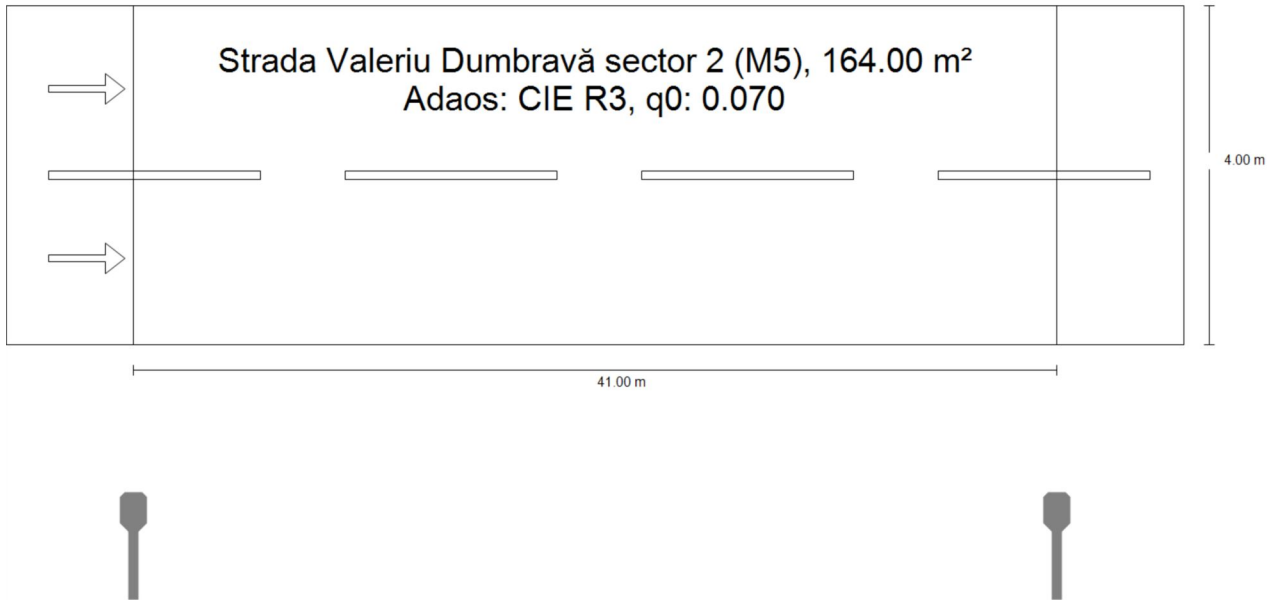 Strada Valeriu Dumbravă sector 2 (M5), 164.00 m²
Adaos: CIE R3, q0: 0.070
4.00 m
41.00 m